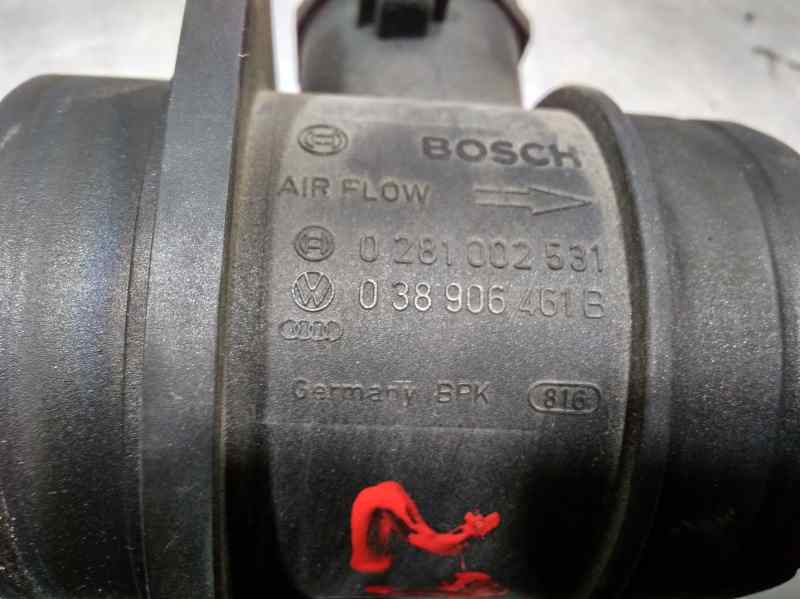 BOSCH
AIR FLOW
0 281 002 531
0 38 906 461 B
Germany BPK 816